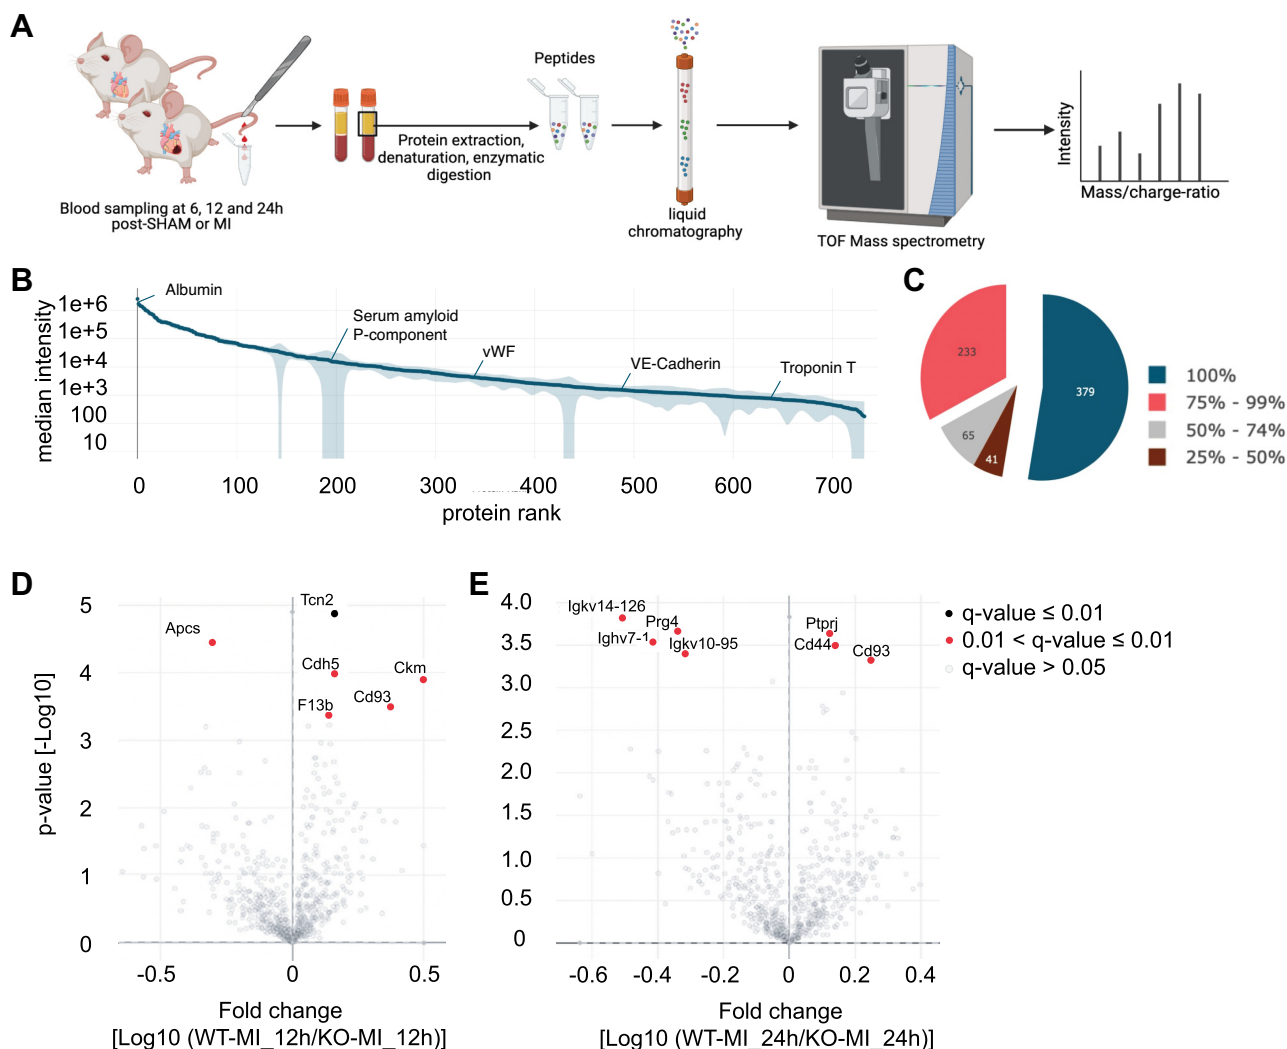 A
Blood sampling at 6, 12 and 24h
post-SHAM or MI
Protein extraction,
denaturation, enzymatic
digestion
Peptides
liquid
chromatography
TOF Mass spectrometry
Intensity
Mass/charge-ratio
B
median intensity
1e+6
1e+5
1e+4
1e+3
100
10
Albumin
Serum amyloid
P-component
vWF
VE-Cadherin
Troponin T
0 100 200 300 400 500 600 700
protein rank
C
233
379
65
41
100%
75% - 99%
50% - 74%
25% - 50%
D
p-value [-Log10]
5
4
3
2
1
0
Tcn2
Apcs
Cdh5
Ckm
Cd93
F13b
-0.5 0 0.5
Fold change
[Log10 (WT-MI_12h/KO-MI_12h)]
E
4.0
3.5
3.0
2.5
2.0
1.5
1.0
0.5
0
Igkv14-126
Prg4
Ighv7-1
Igkv10-95
Ptprj
Cd44
Cd93
-0.6 -0.4 -0.2 0 0.2 0.4
Fold change
[Log10 (WT-MI_24h/KO-MI_24h)]
q-value ≤ 0.01
0.01 < q-value ≤ 0.01
q-value > 0.05